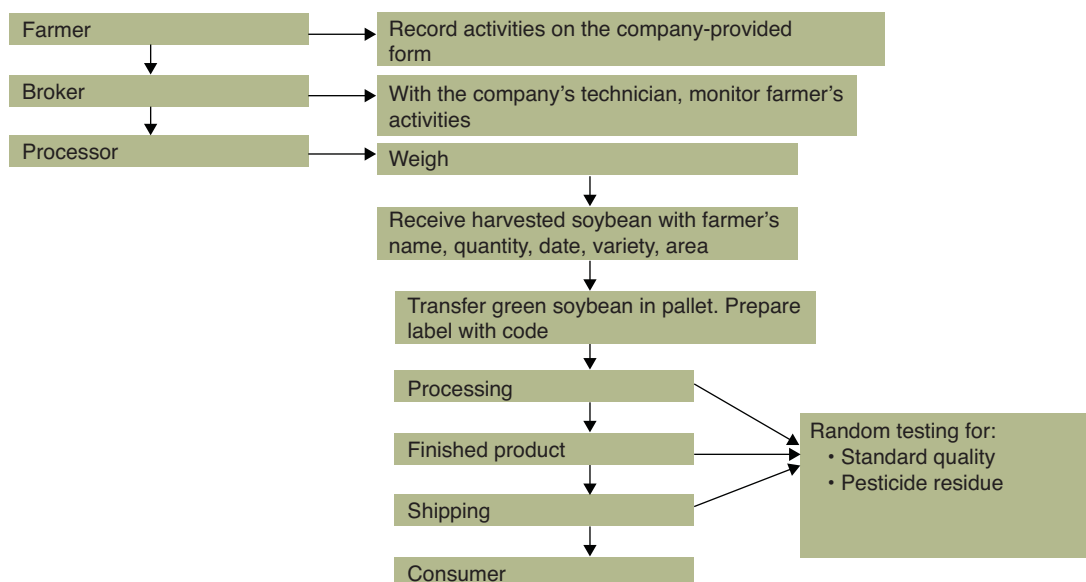 Farmer
Record activities on the company-provided
form
Broker
With the company’s technician, monitor farmer’s
activities
Processor
Weigh
Receive harvested soybean with farmer’s
name, quantity, date, variety, area
Transfer green soybean in pallet. Prepare
label with code
Processing
Finished product
Shipping
Consumer
Random testing for:
• Standard quality
• Pesticide residue